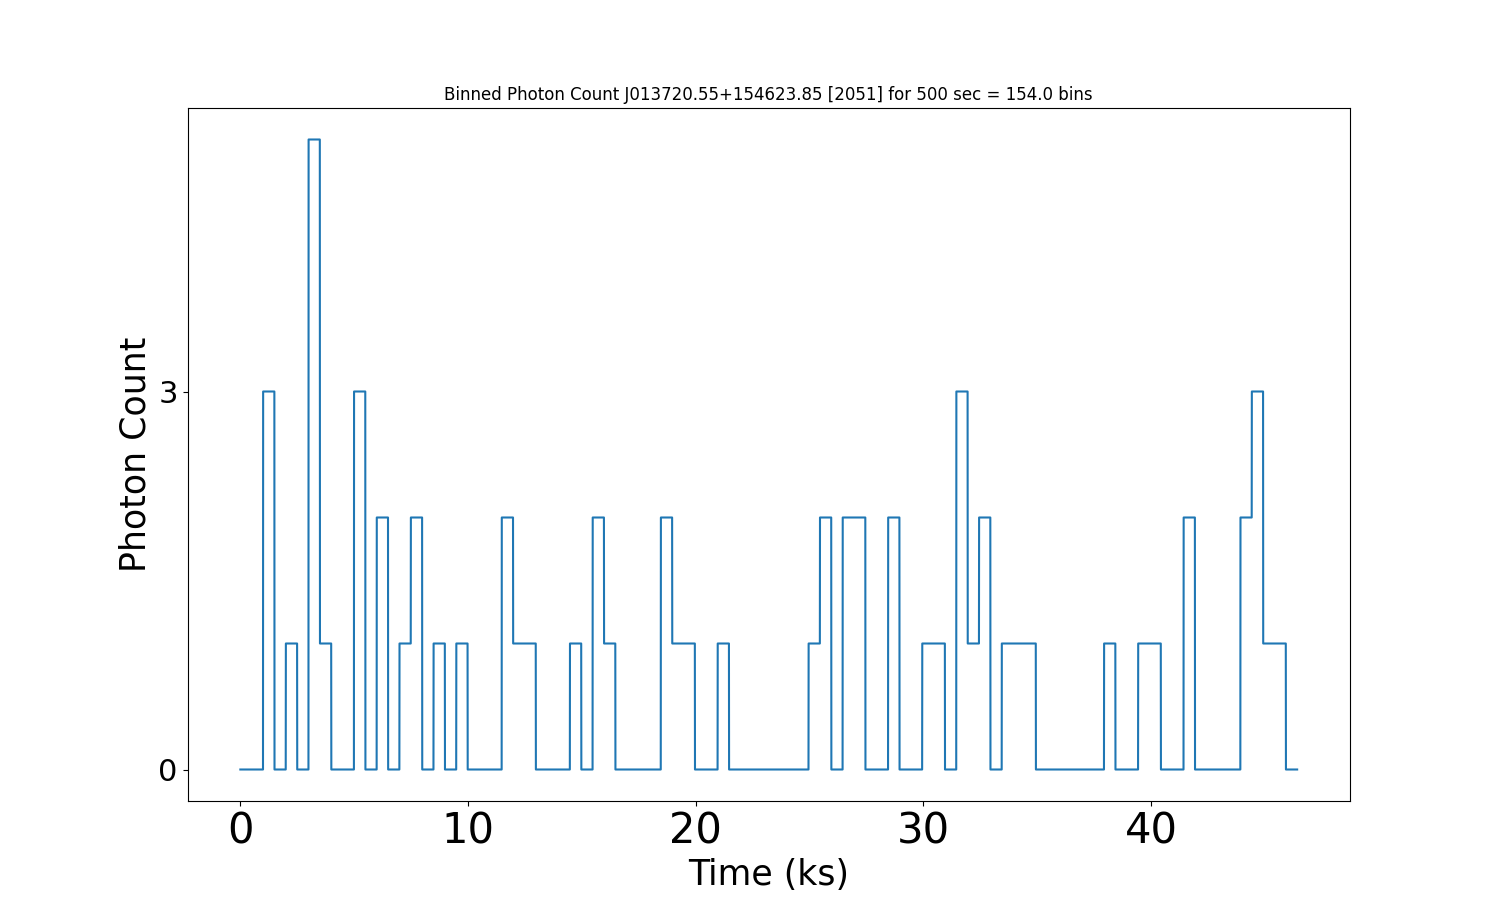 Binned Photon Count J013720.55+154623.85 [2051] for 500 sec = 154.0 bins
Photon Count
3
0
0 10 20 30 40
Time (ks)